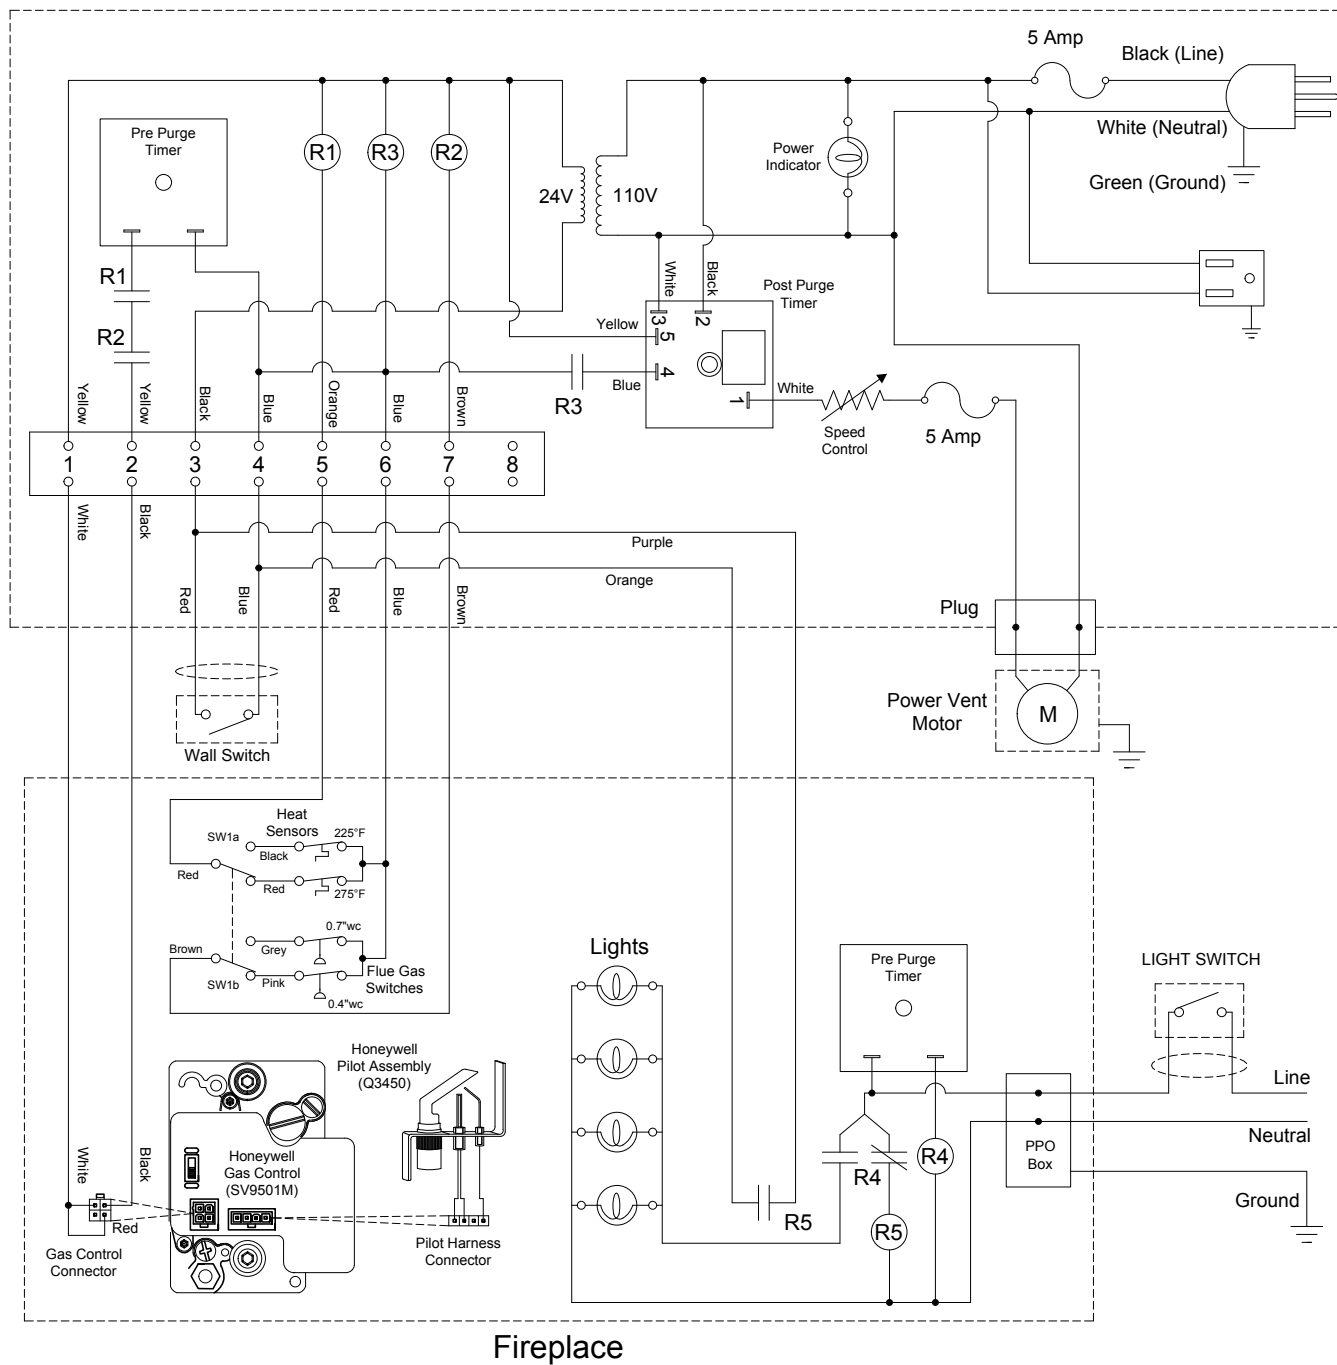 5 Amp
Black (Line)
White (Neutral)
Green (Ground)
Pre Purge
Timer
R1
R3
R2
24V
110V
Power
Indicator
R1
R2
White
Black
Post Purge
Timer
3
2
5
4
1
Yellow
Blue
R3
White
Speed
Control
5 Amp
Yellow
Yellow
Black
Blue
Orange
Blue
Brown
1
2
3
4
5
6
7
8
White
Black
Purple
Orange
Red
Blue
Red
Blue
Brown
Plug
Power Vent
Motor
M
Wall Switch
Heat
Sensors
SW1a
225°F
Black
Red
Red
275°F
0.7"wc
Brown
Grey
SW1b
Pink
Flue Gas
Switches
0.4"wc
Lights
Pre Purge
Timer
LIGHT SWITCH
Honeywell
Pilot Assembly
(Q3450)
Line
Neutral
PPO
Box
Ground
White
Black
Honeywell
Gas Control
(SV9501M)
R4
R4
R5
R5
Red
Gas Control
Connector
Pilot Harness
Connector
Fireplace